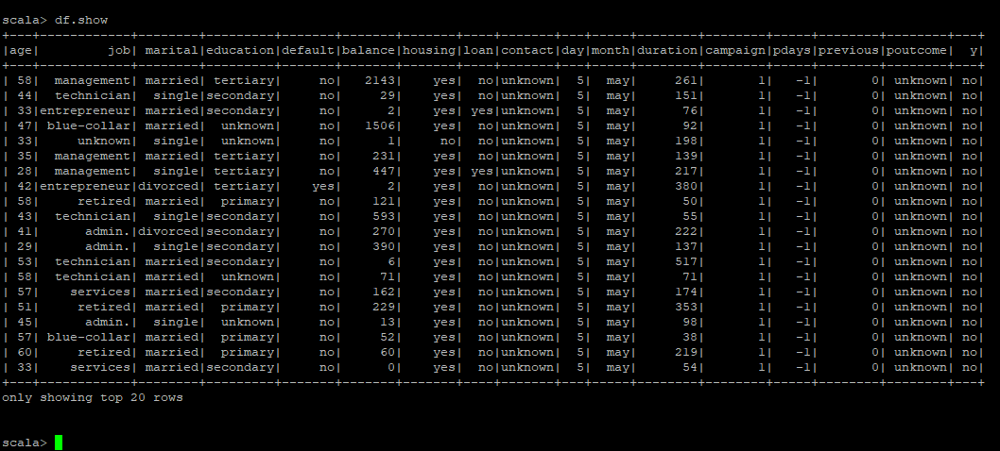 scala> df.show
+---+------------+--------+---------+-------+-------+-------+----+-------+---+-----+--------+--------+-----+--------+--------+---+
|age|         job| marital|education|default|balance|housing|loan|contact|day|month|duration|campaign|pdays|previous|poutcome|  y|
+---+------------+--------+---------+-------+-------+-------+----+-------+---+-----+--------+--------+-----+--------+--------+---+
| 58|  management| married| tertiary|     no|   2143|    yes|  no|unknown|  5|  may|     261|       1|   -1|       0| unknown| no|
| 44|  technician|  single|secondary|     no|     29|    yes|  no|unknown|  5|  may|     151|       1|   -1|       0| unknown| no|
| 33|entrepreneur| married|secondary|     no|      2|    yes| yes|unknown|  5|  may|      76|       1|   -1|       0| unknown| no|
| 47| blue-collar| married|  unknown|     no|   1506|    yes|  no|unknown|  5|  may|      92|       1|   -1|       0| unknown| no|
| 33|     unknown|  single|  unknown|     no|      1|     no|  no|unknown|  5|  may|     198|       1|   -1|       0| unknown| no|
| 35|  management| married| tertiary|     no|    231|    yes|  no|unknown|  5|  may|     139|       1|   -1|       0| unknown| no|
| 28|  management|  single| tertiary|     no|    447|    yes| yes|unknown|  5|  may|     217|       1|   -1|       0| unknown| no|
| 42|entrepreneur|divorced| tertiary|    yes|      2|    yes|  no|unknown|  5|  may|     380|       1|   -1|       0| unknown| no|
| 58|     retired| married|  primary|     no|    121|    yes|  no|unknown|  5|  may|      50|       1|   -1|       0| unknown| no|
| 43|  technician|  single|secondary|     no|    593|    yes|  no|unknown|  5|  may|      55|       1|   -1|       0| unknown| no|
| 41|      admin.|divorced|secondary|     no|    270|    yes|  no|unknown|  5|  may|     222|       1|   -1|       0| unknown| no|
| 29|      admin.|  single|secondary|     no|    390|    yes|  no|unknown|  5|  may|     137|       1|   -1|       0| unknown| no|
| 53|  technician| married|secondary|     no|      6|    yes|  no|unknown|  5|  may|     517|       1|   -1|       0| unknown| no|
| 58|  technician| married|  unknown|     no|     71|    yes|  no|unknown|  5|  may|      71|       1|   -1|       0| unknown| no|
| 57|    services| married|secondary|     no|    162|    yes|  no|unknown|  5|  may|     174|       1|   -1|       0| unknown| no|
| 51|     retired| married|  primary|     no|    229|    yes|  no|unknown|  5|  may|     353|       1|   -1|       0| unknown| no|
| 45|      admin.|  single|  unknown|     no|     13|    yes|  no|unknown|  5|  may|      98|       1|   -1|       0| unknown| no|
| 57| blue-collar| married|  primary|     no|     52|    yes|  no|unknown|  5|  may|      38|       1|   -1|       0| unknown| no|
| 60|     retired| married|  primary|     no|     60|    yes|  no|unknown|  5|  may|     219|       1|   -1|       0| unknown| no|
| 33|    services| married|secondary|     no|      0|    yes|  no|unknown|  5|  may|      54|       1|   -1|       0| unknown| no|
+---+------------+--------+---------+-------+-------+-------+----+-------+---+-----+--------+--------+-----+--------+--------+---+
only showing top 20 rows
scala>